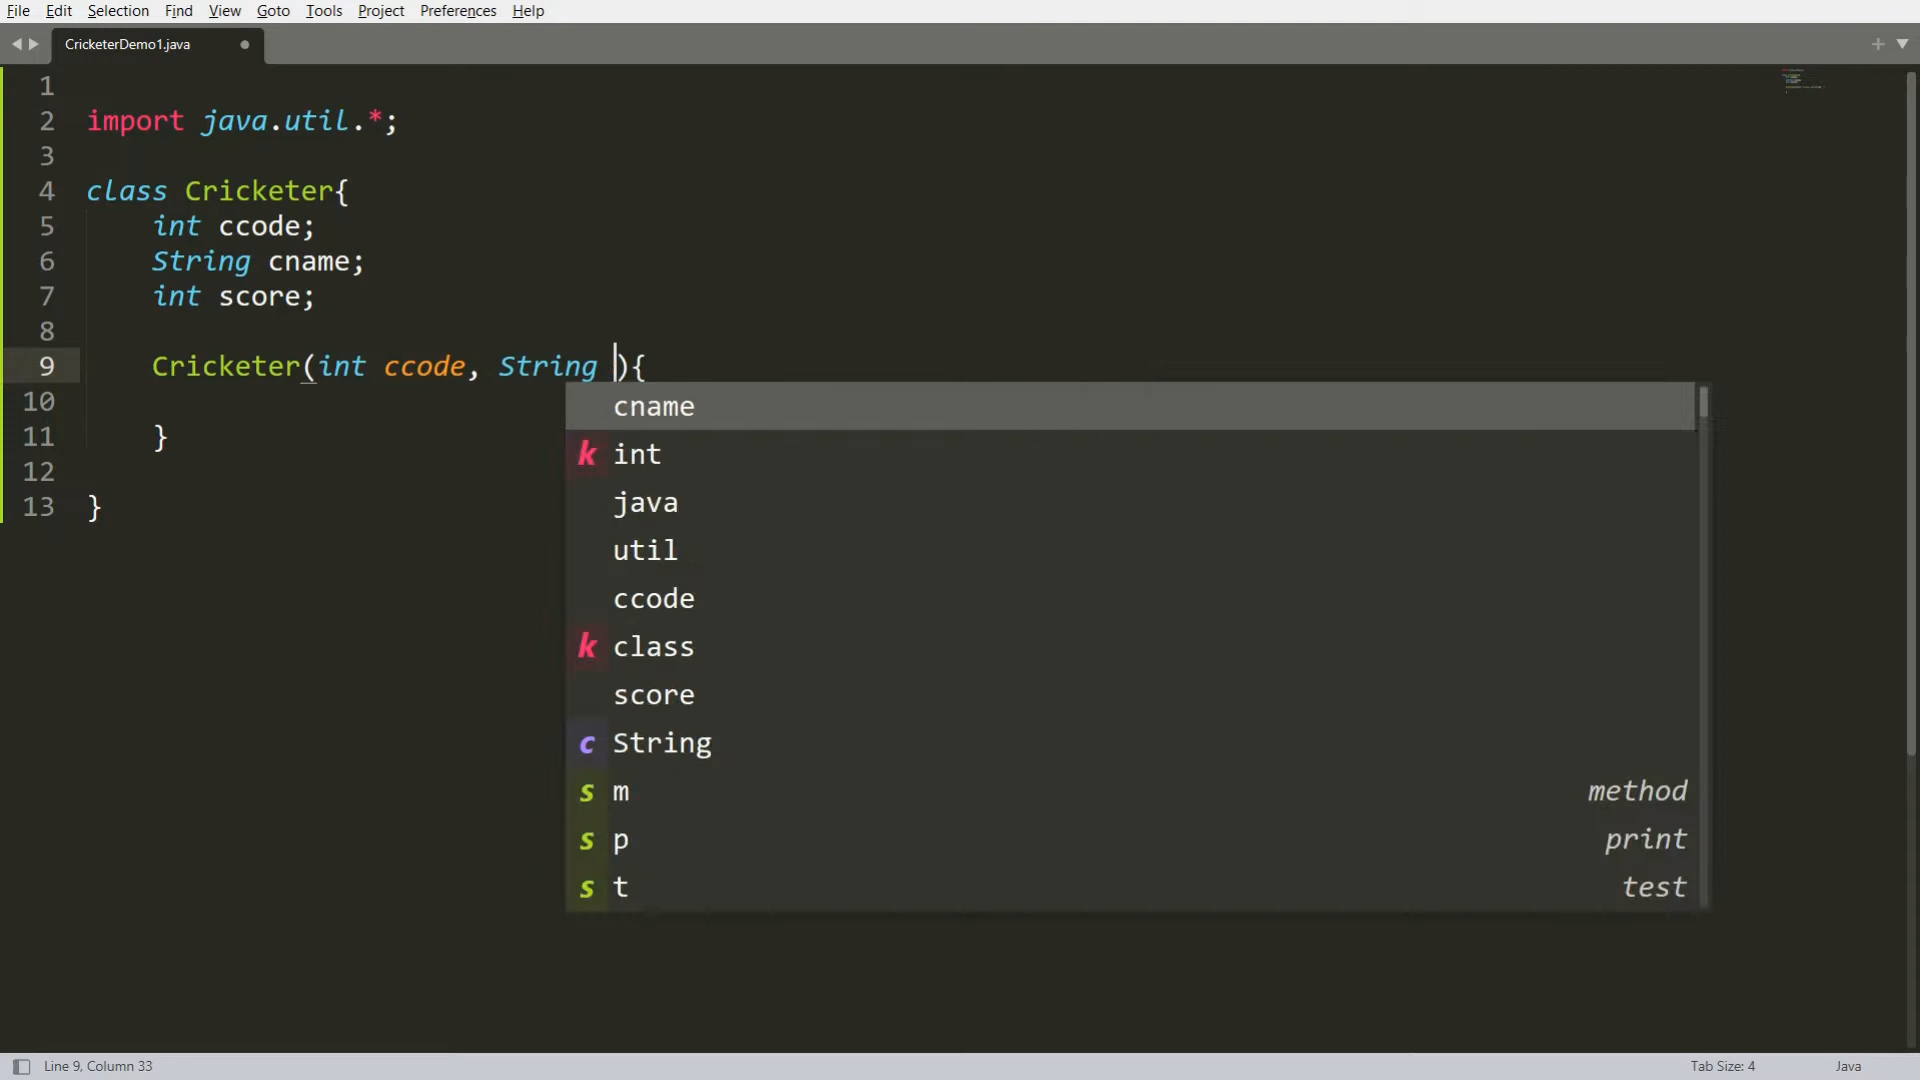 File Edit Selection Find View Goto Tools Project Preferences Help
CricketerDemo1.java
1
2 import java.util.*;
3
4 class Cricketer{
5 int ccode;
6 String cname;
7 int score;
8
9 Cricketer(int ccode, String ){
10
11 }
12
13 }
cname
k int
java
util
ccode
k class
score
c String
s m method
s p print
s t test
Line 9, Column 33 Tab Size: 4 Java